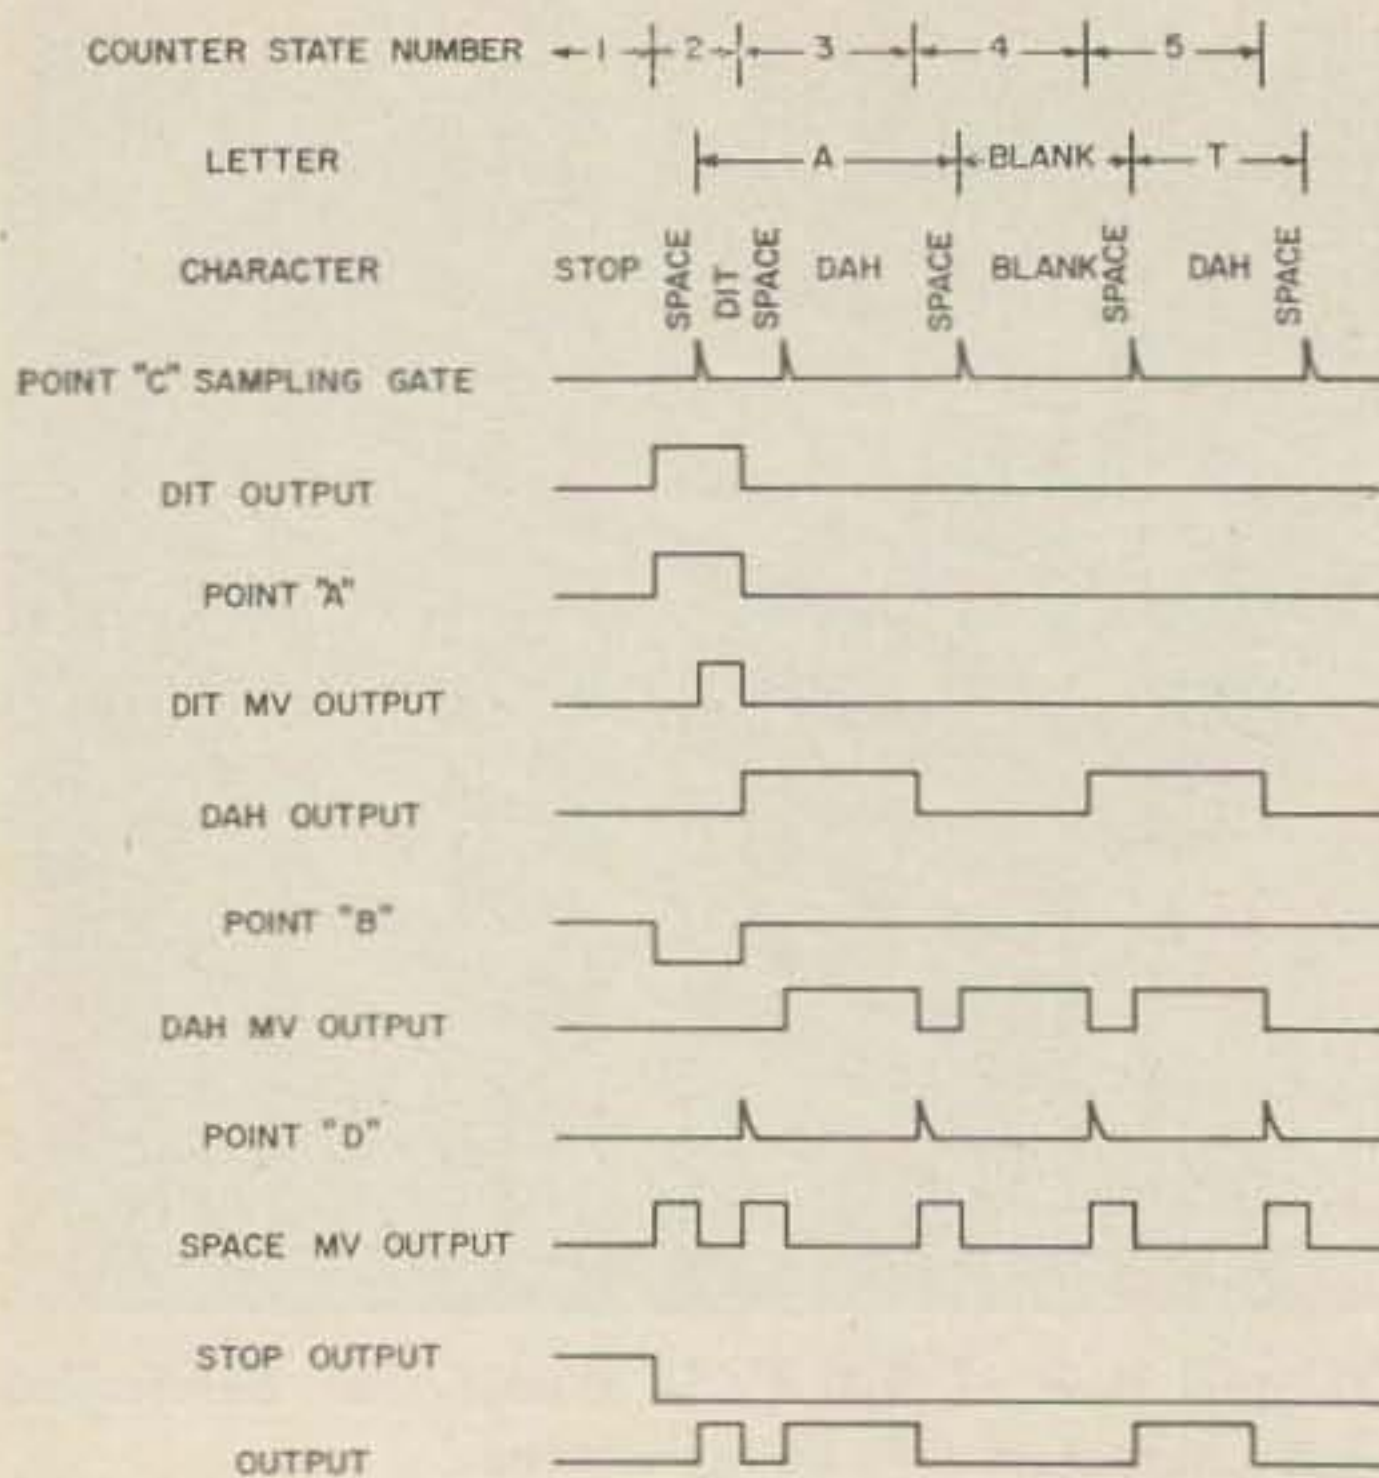 COUNTER STATE NUMBER 1 2 3 4 5
LETTER A BLANK T
CHARACTER STOP SPACE DIT SPACE DAH SPACE BLANK SPACE DAH SPACE
POINT "C" SAMPLING GATE
DIT OUTPUT
POINT "A"
DIT MV OUTPUT
DAH OUTPUT
POINT "B"
DAH MV OUTPUT
POINT "D"
SPACE MV OUTPUT
STOP OUTPUT
OUTPUT